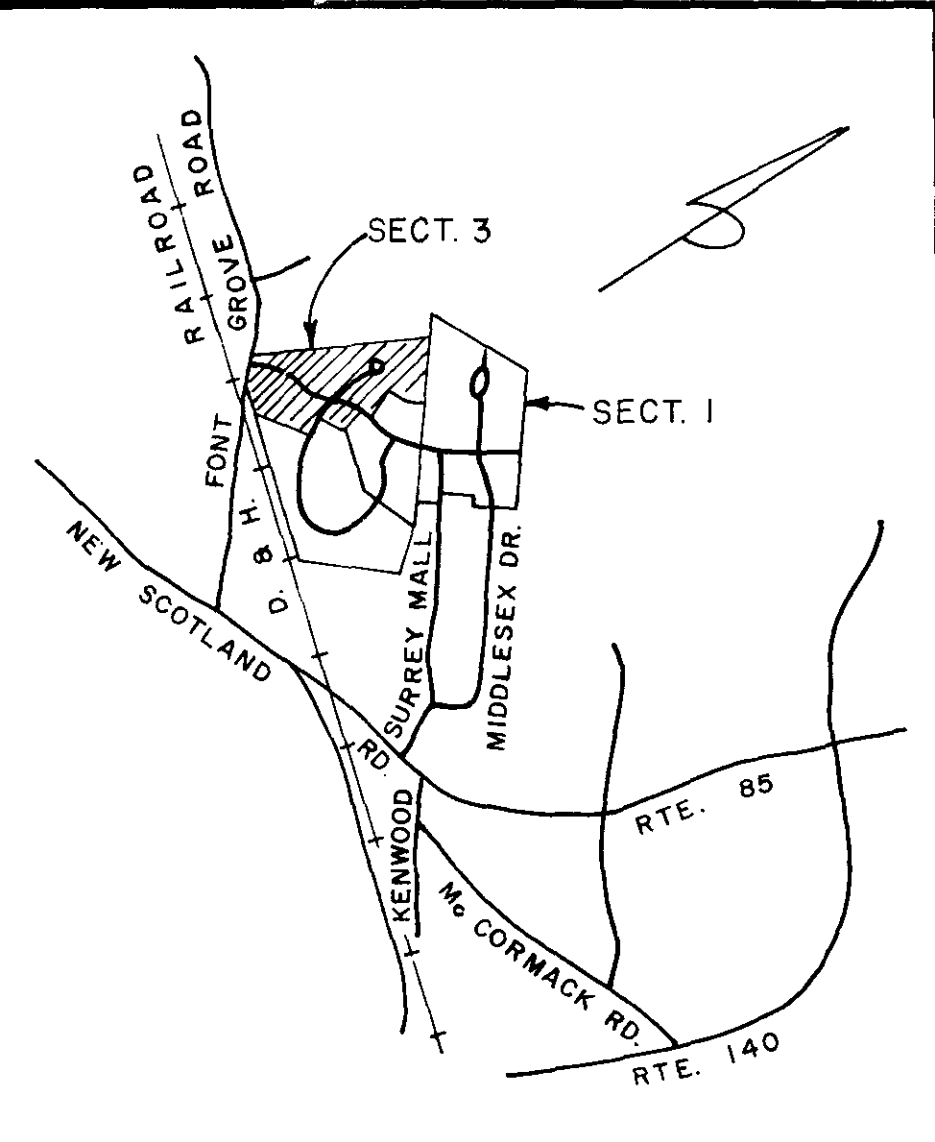 RAILROAD
FONT GROVE ROAD
SECT. 3
SECT. 1
D. & H.
NEW SCOTLAND RD.
SURREY MALL
MIDDLESEX DR.
RTE. 85
KENWOOD
Mc CORMACK RD.
RTE. 140